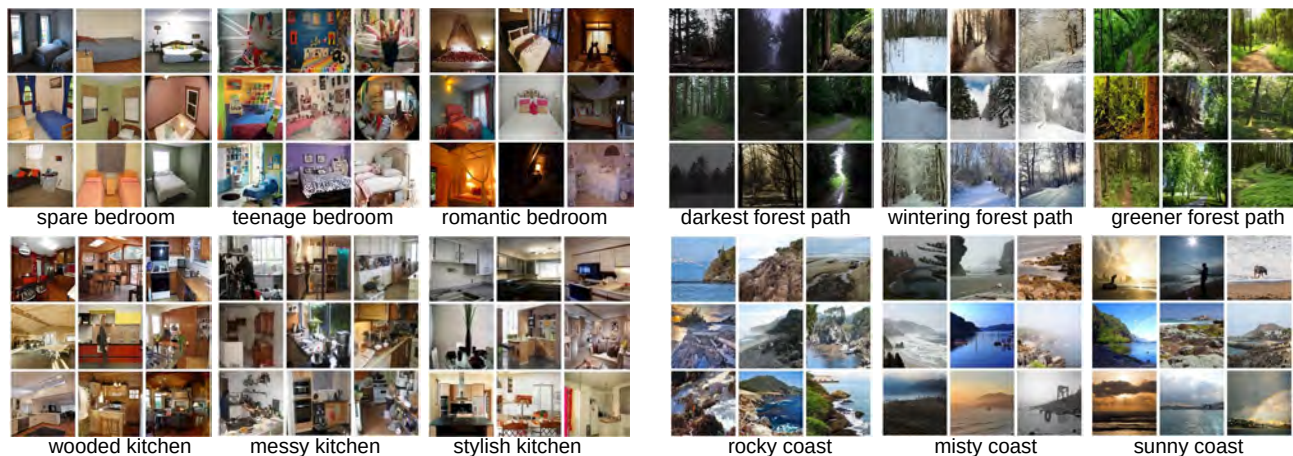 spare bedroom
teenage bedroom
romantic bedroom
darkest forest path
wintering forest path
greener forest path
wooded kitchen
messy kitchen
stylish kitchen
rocky coast
misty coast
sunny coast